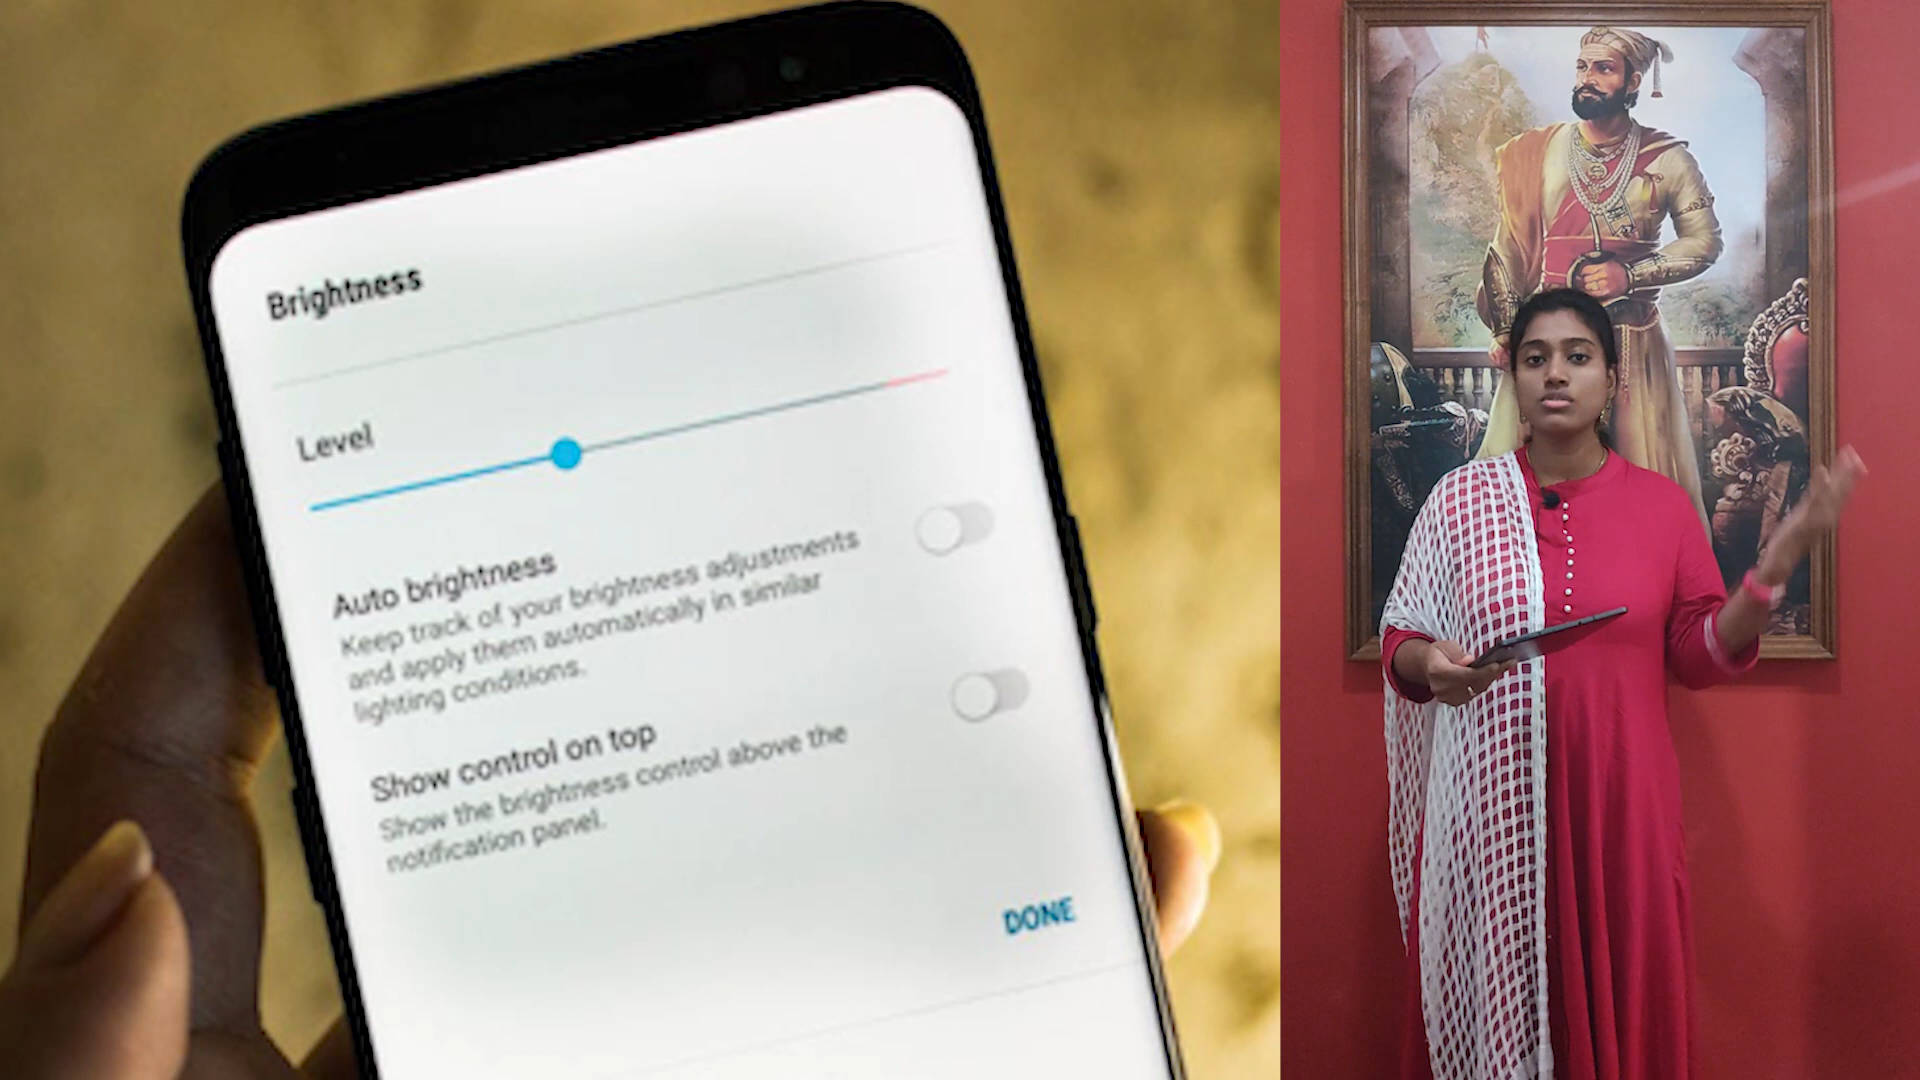 Brightness
Level
Auto brightness
Keep track of your brightness adjustments
and apply them automatically in similar
lighting conditions.
Show control on top
Show the brightness control above the
notification panel.
DONE